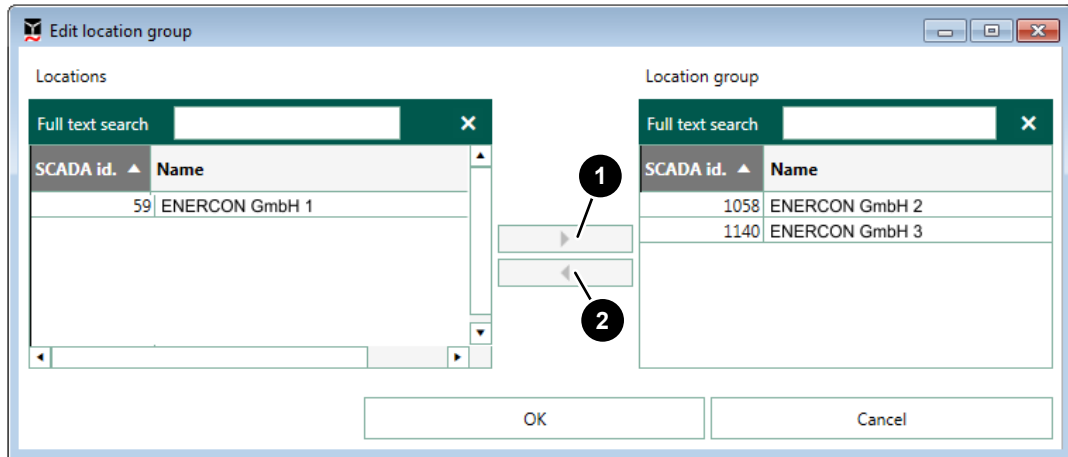 Edit location group
Locations
Location group
Full text search
Full text search
SCADA id. Name
SCADA id. Name
1
59 ENERCON GmbH 1
1058 ENERCON GmbH 2
1140 ENERCON GmbH 3
2
OK
Cancel